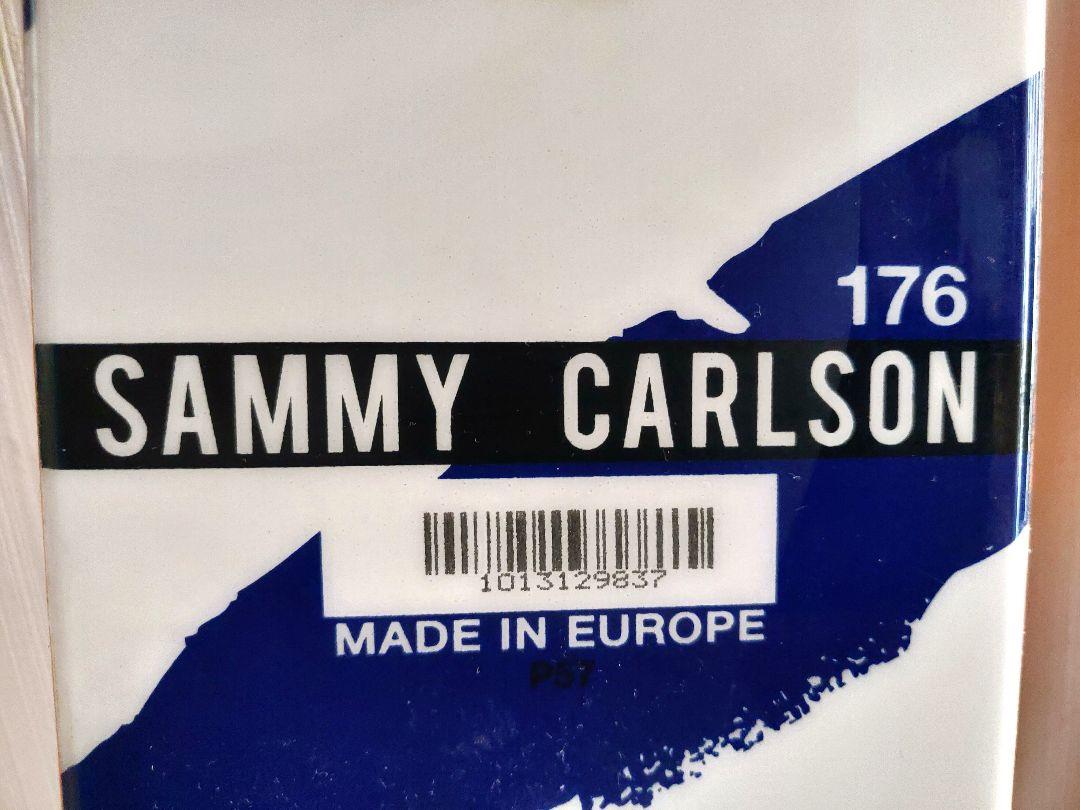 176
SAMMY CARLSON
1013129837
MADE IN EUROPE
P57